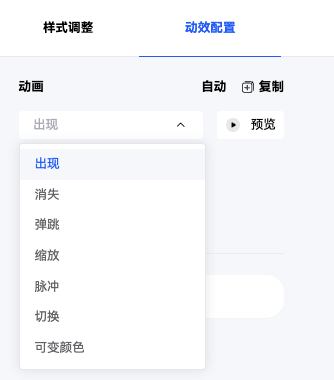 样式调整 动效配置
动画 自动 复制
出现 预览
出现
消失
弹跳
缩放
脉冲
切换
可变颜色